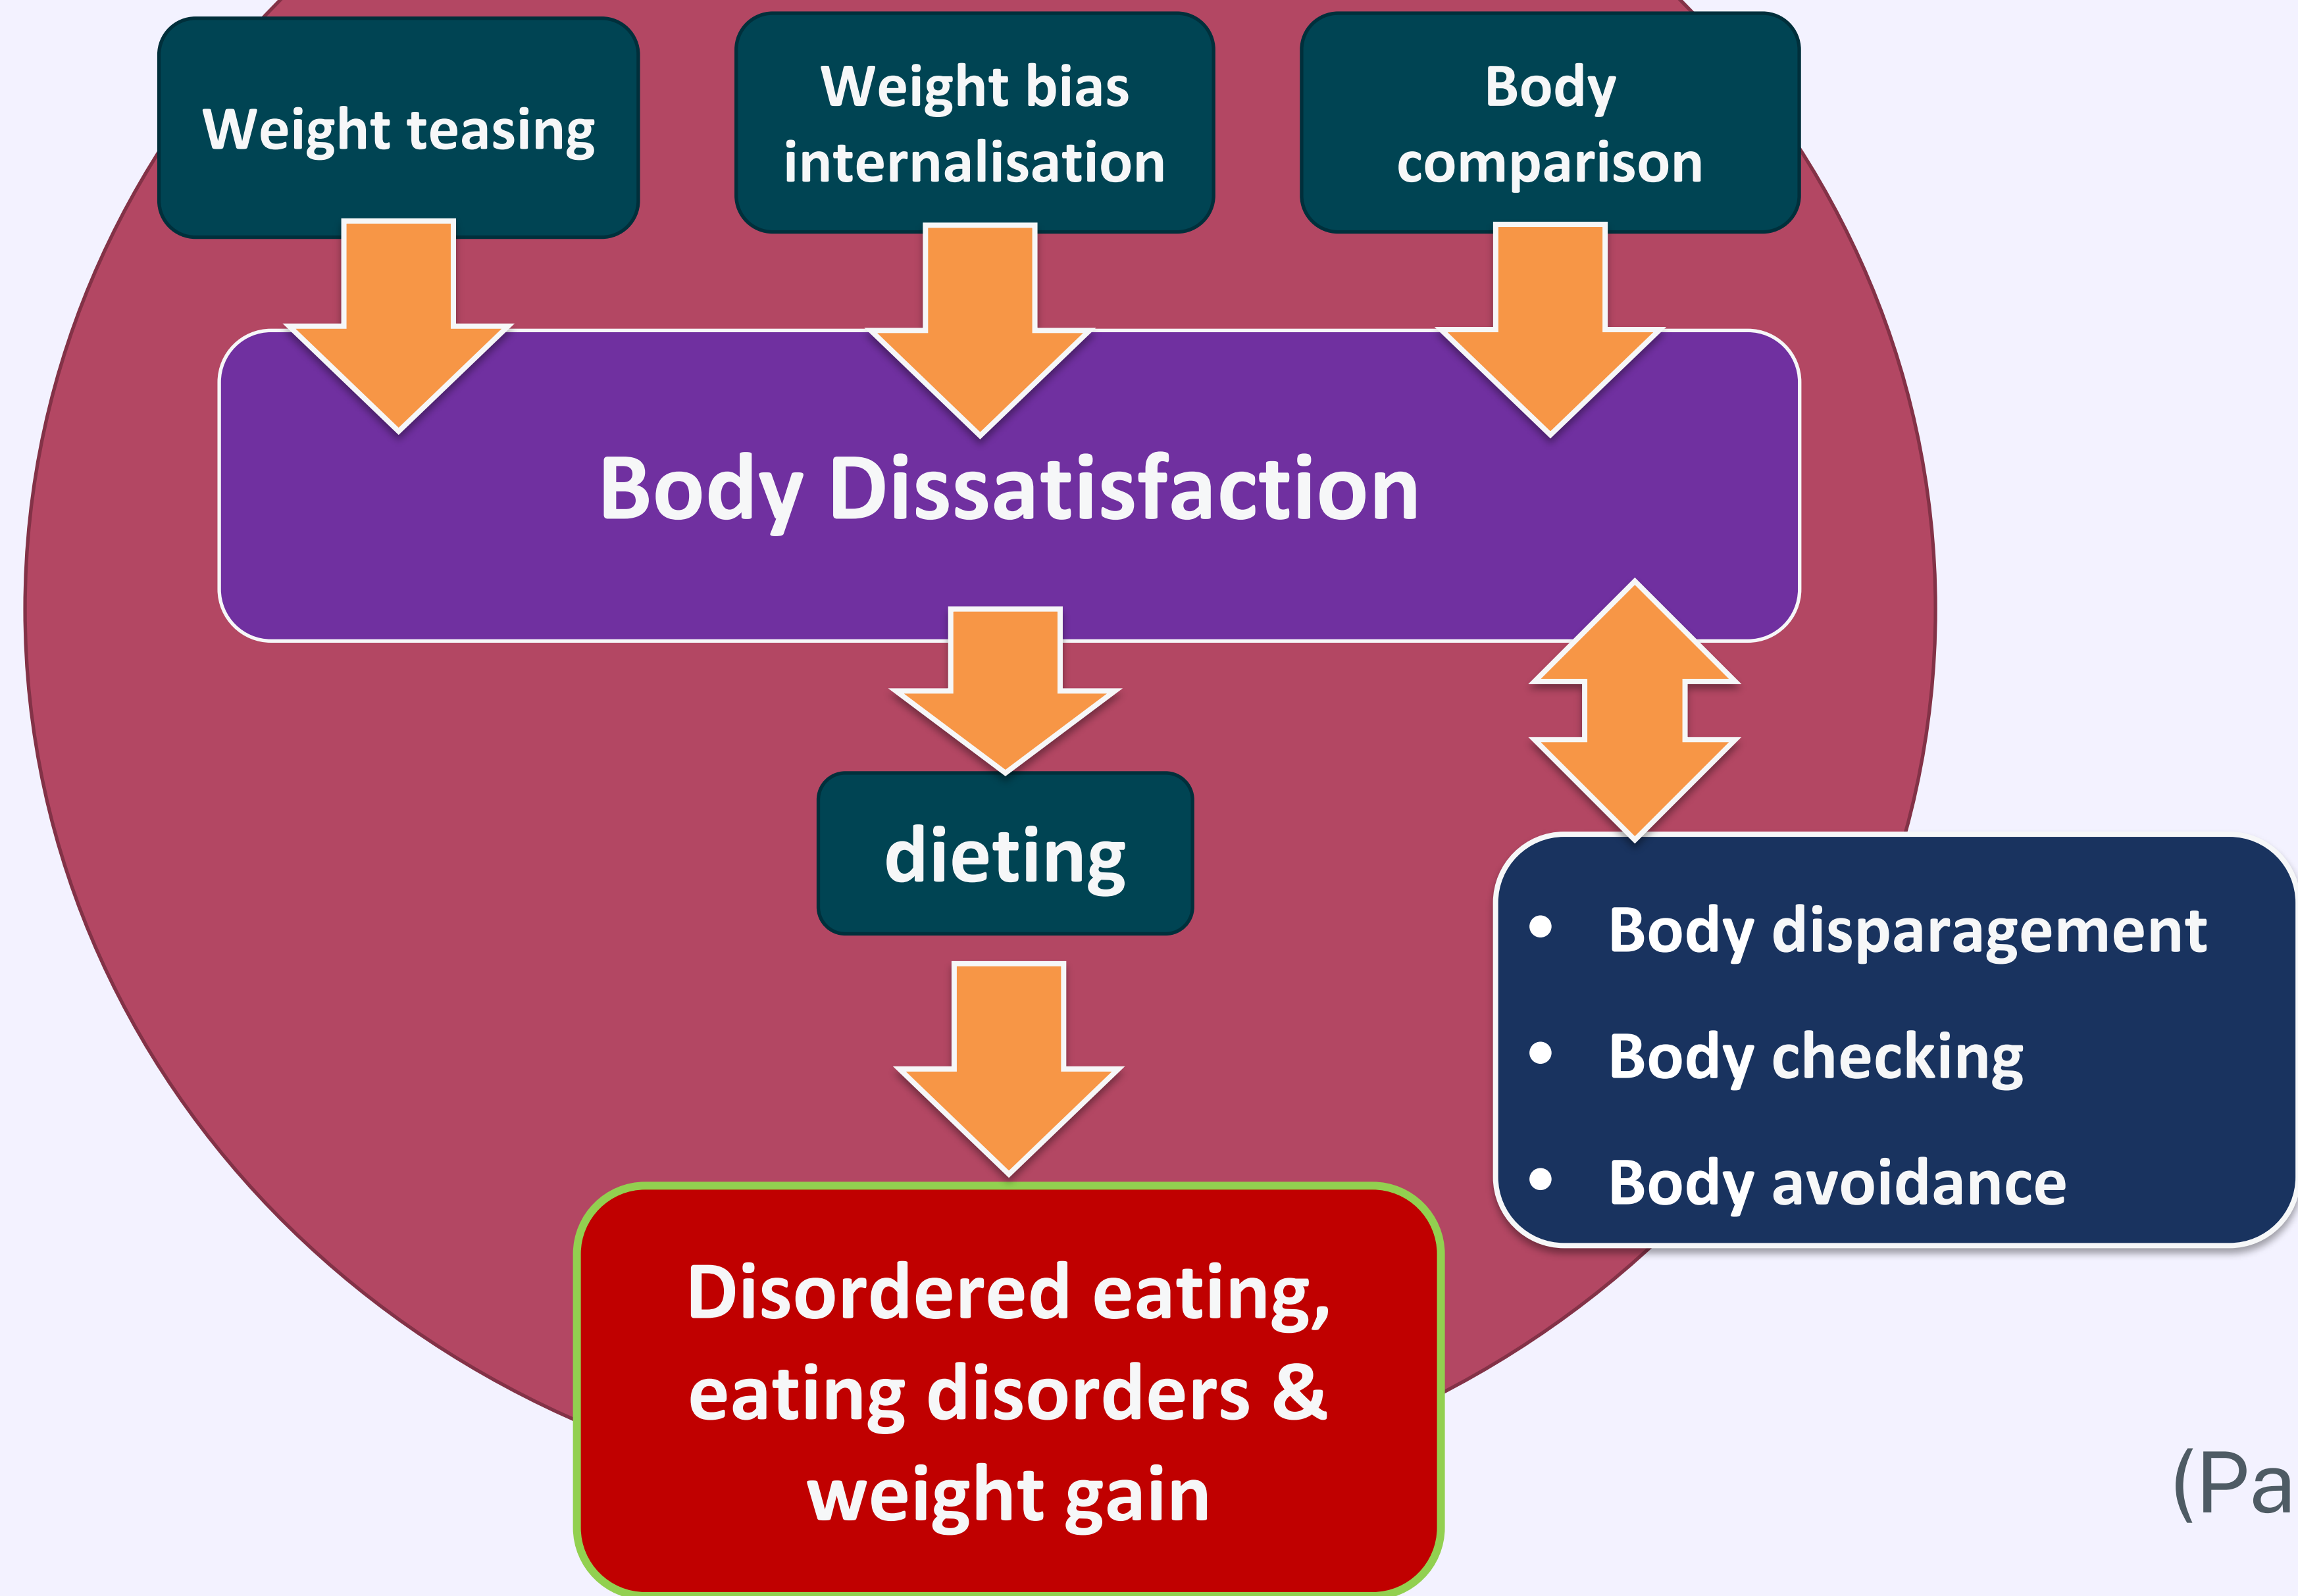 Weight teasing
Weight bias
internalisation
Body
comparison
Body Dissatisfaction
dieting
• Body disparagement
• Body checking
• Body avoidance
Disordered eating,
eating disorders &
weight gain
(Pa